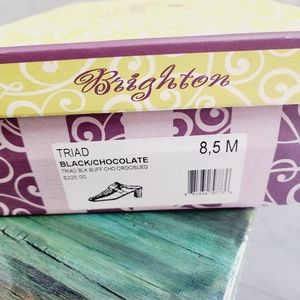 Brighton
TRIAD
8,5 M
BLACK/CHOCOLATE
TRIAD BLK BUFF CHO CROC/SUED
$225.00